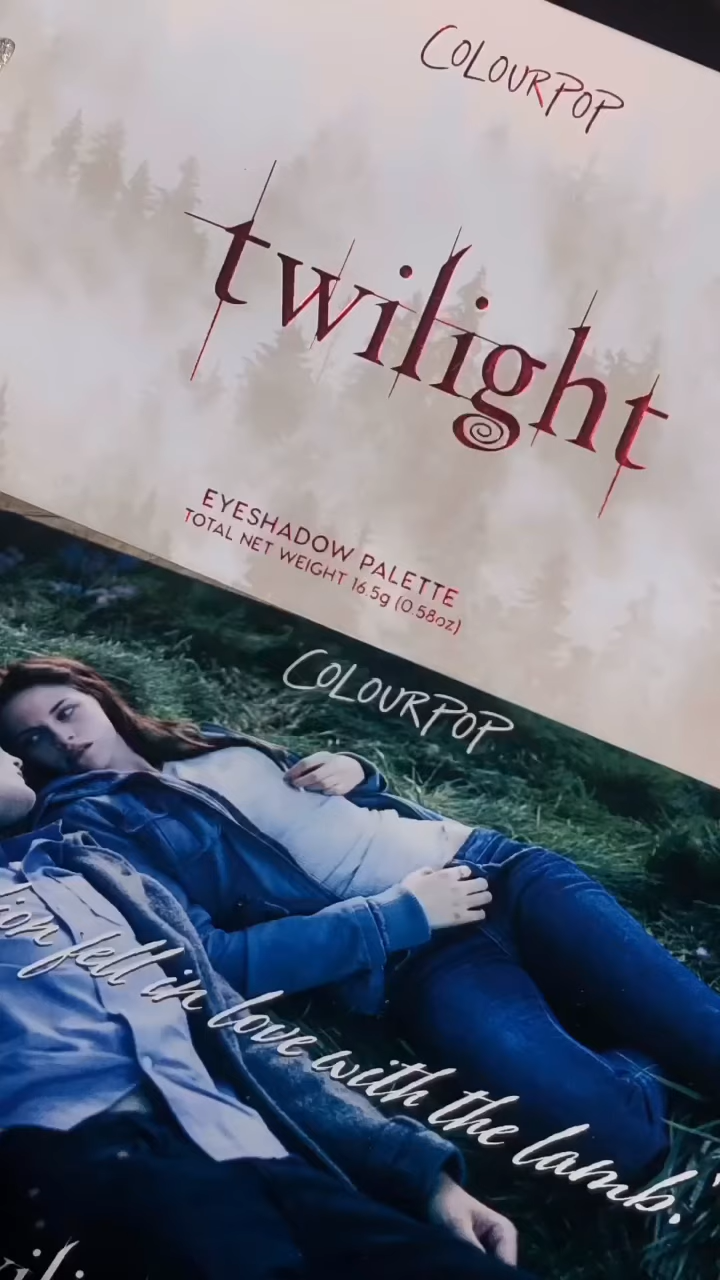 COLOURPOP
twilight
EYESHADOW PALETTE
TOTAL NET WEIGHT 16.5g (0.58oz)
COLOURPOP
fell in love with the lamb.